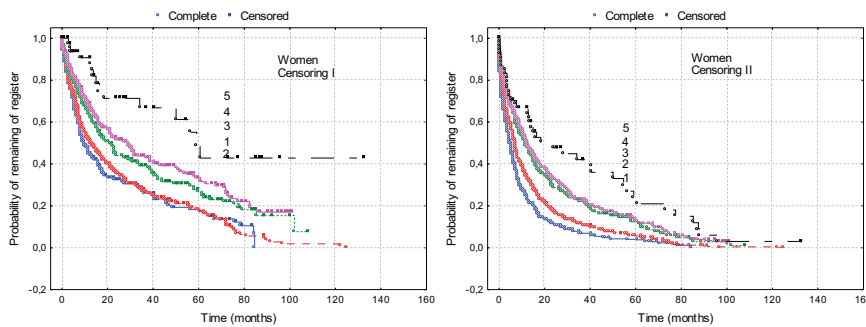 Complete Censored
Probability of remaining of register
1,0
0,8
0,6
0,4
0,2
0,0
-0,2
Women
Censoring I
5
4
3
1
2
0 20 40 60 80 100 120 140 160
Time (months)
Complete Censored
Probability of remaining of register
1,0
0,8
0,6
0,4
0,2
0,0
-0,2
Women
Censoring II
5
4
3
2
1
0 20 40 60 80 100 120 140 160
Time (months)